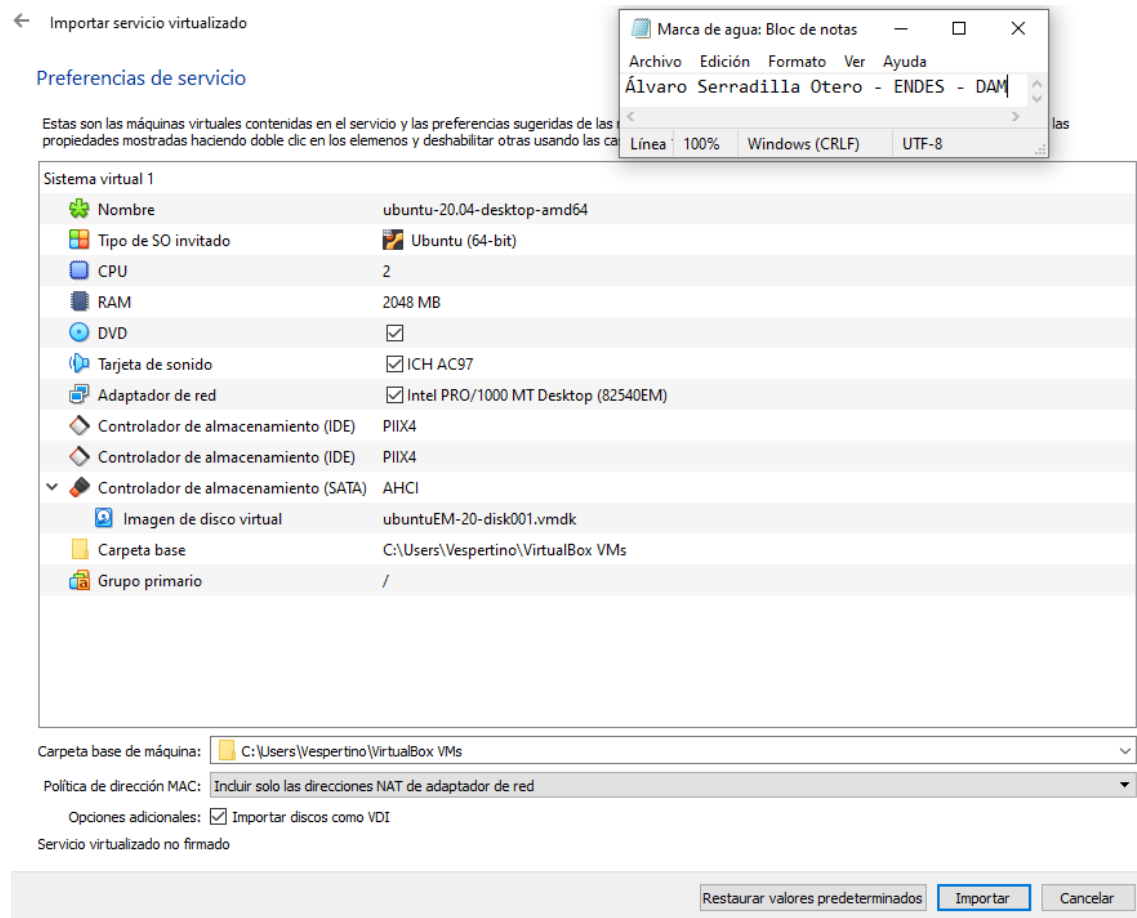 Importar servicio virtualizado
Marca de agua: Bloc de notas
Archivo Edición Formato Ver Ayuda
Álvaro Serradilla Otero - ENDES - DAM
Línea 100% Windows (CRLF) UTF-8
Preferencias de servicio
Estas son las máquinas virtuales contenidas en el servicio y las preferencias sugeridas de las las
propiedades mostradas haciendo doble clic en los elemenos y deshabilitar otras usando las
Sistema virtual 1
Nombre ubuntu-20.04-desktop-amd64
Tipo de SO invitado Ubuntu (64-bit)
CPU 2
RAM 2048 MB
DVD
Tarjeta de sonido ICH AC97
Adaptador de red Intel PRO/1000 MT Desktop (82540EM)
Controlador de almacenamiento (IDE) PIIX4
Controlador de almacenamiento (IDE) PIIX4
Controlador de almacenamiento (SATA) AHCI
Imagen de disco virtual ubuntuEM-20-disk001.vmdk
Carpeta base C:\Users\Vespertino\VirtualBox VMs
Grupo primario /
Carpeta base de máquina: C:\Users\Vespertino\VirtualBox VMs
Política de dirección MAC: Incluir solo las direcciones NAT de adaptador de red
Opciones adicionales: Importar discos como VDI
Servicio virtualizado no firmado
Restaurar valores predeterminados Importar Cancelar